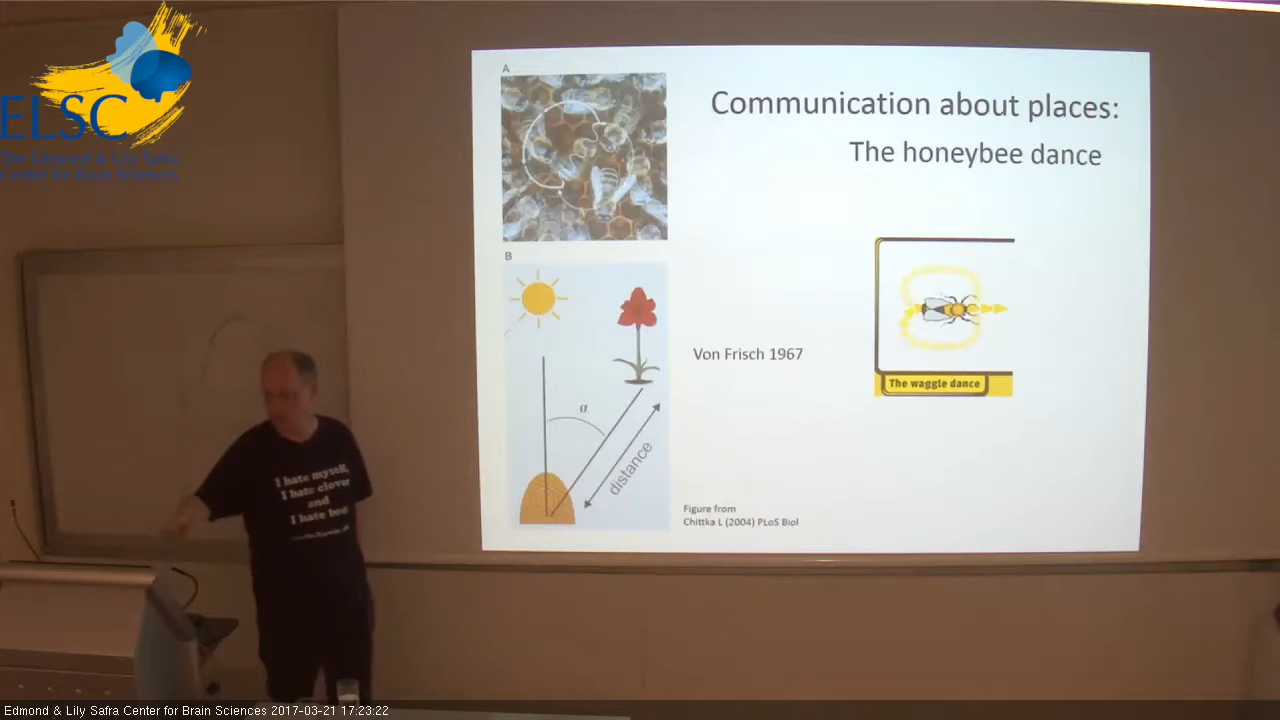 ELSC
The Edmond & Lily Safra
Center for Brain Sciences
A
Communication about places:
The honeybee dance
B
α
distance
Von Frisch 1967
The waggle dance
Figure from
Chittka L (2004) PLoS Biol
I hate myself,
I hate clover
and
I hate bees
Edmond & Lily Safra Center for Brain Sciences 2017-03-21 17:23:22